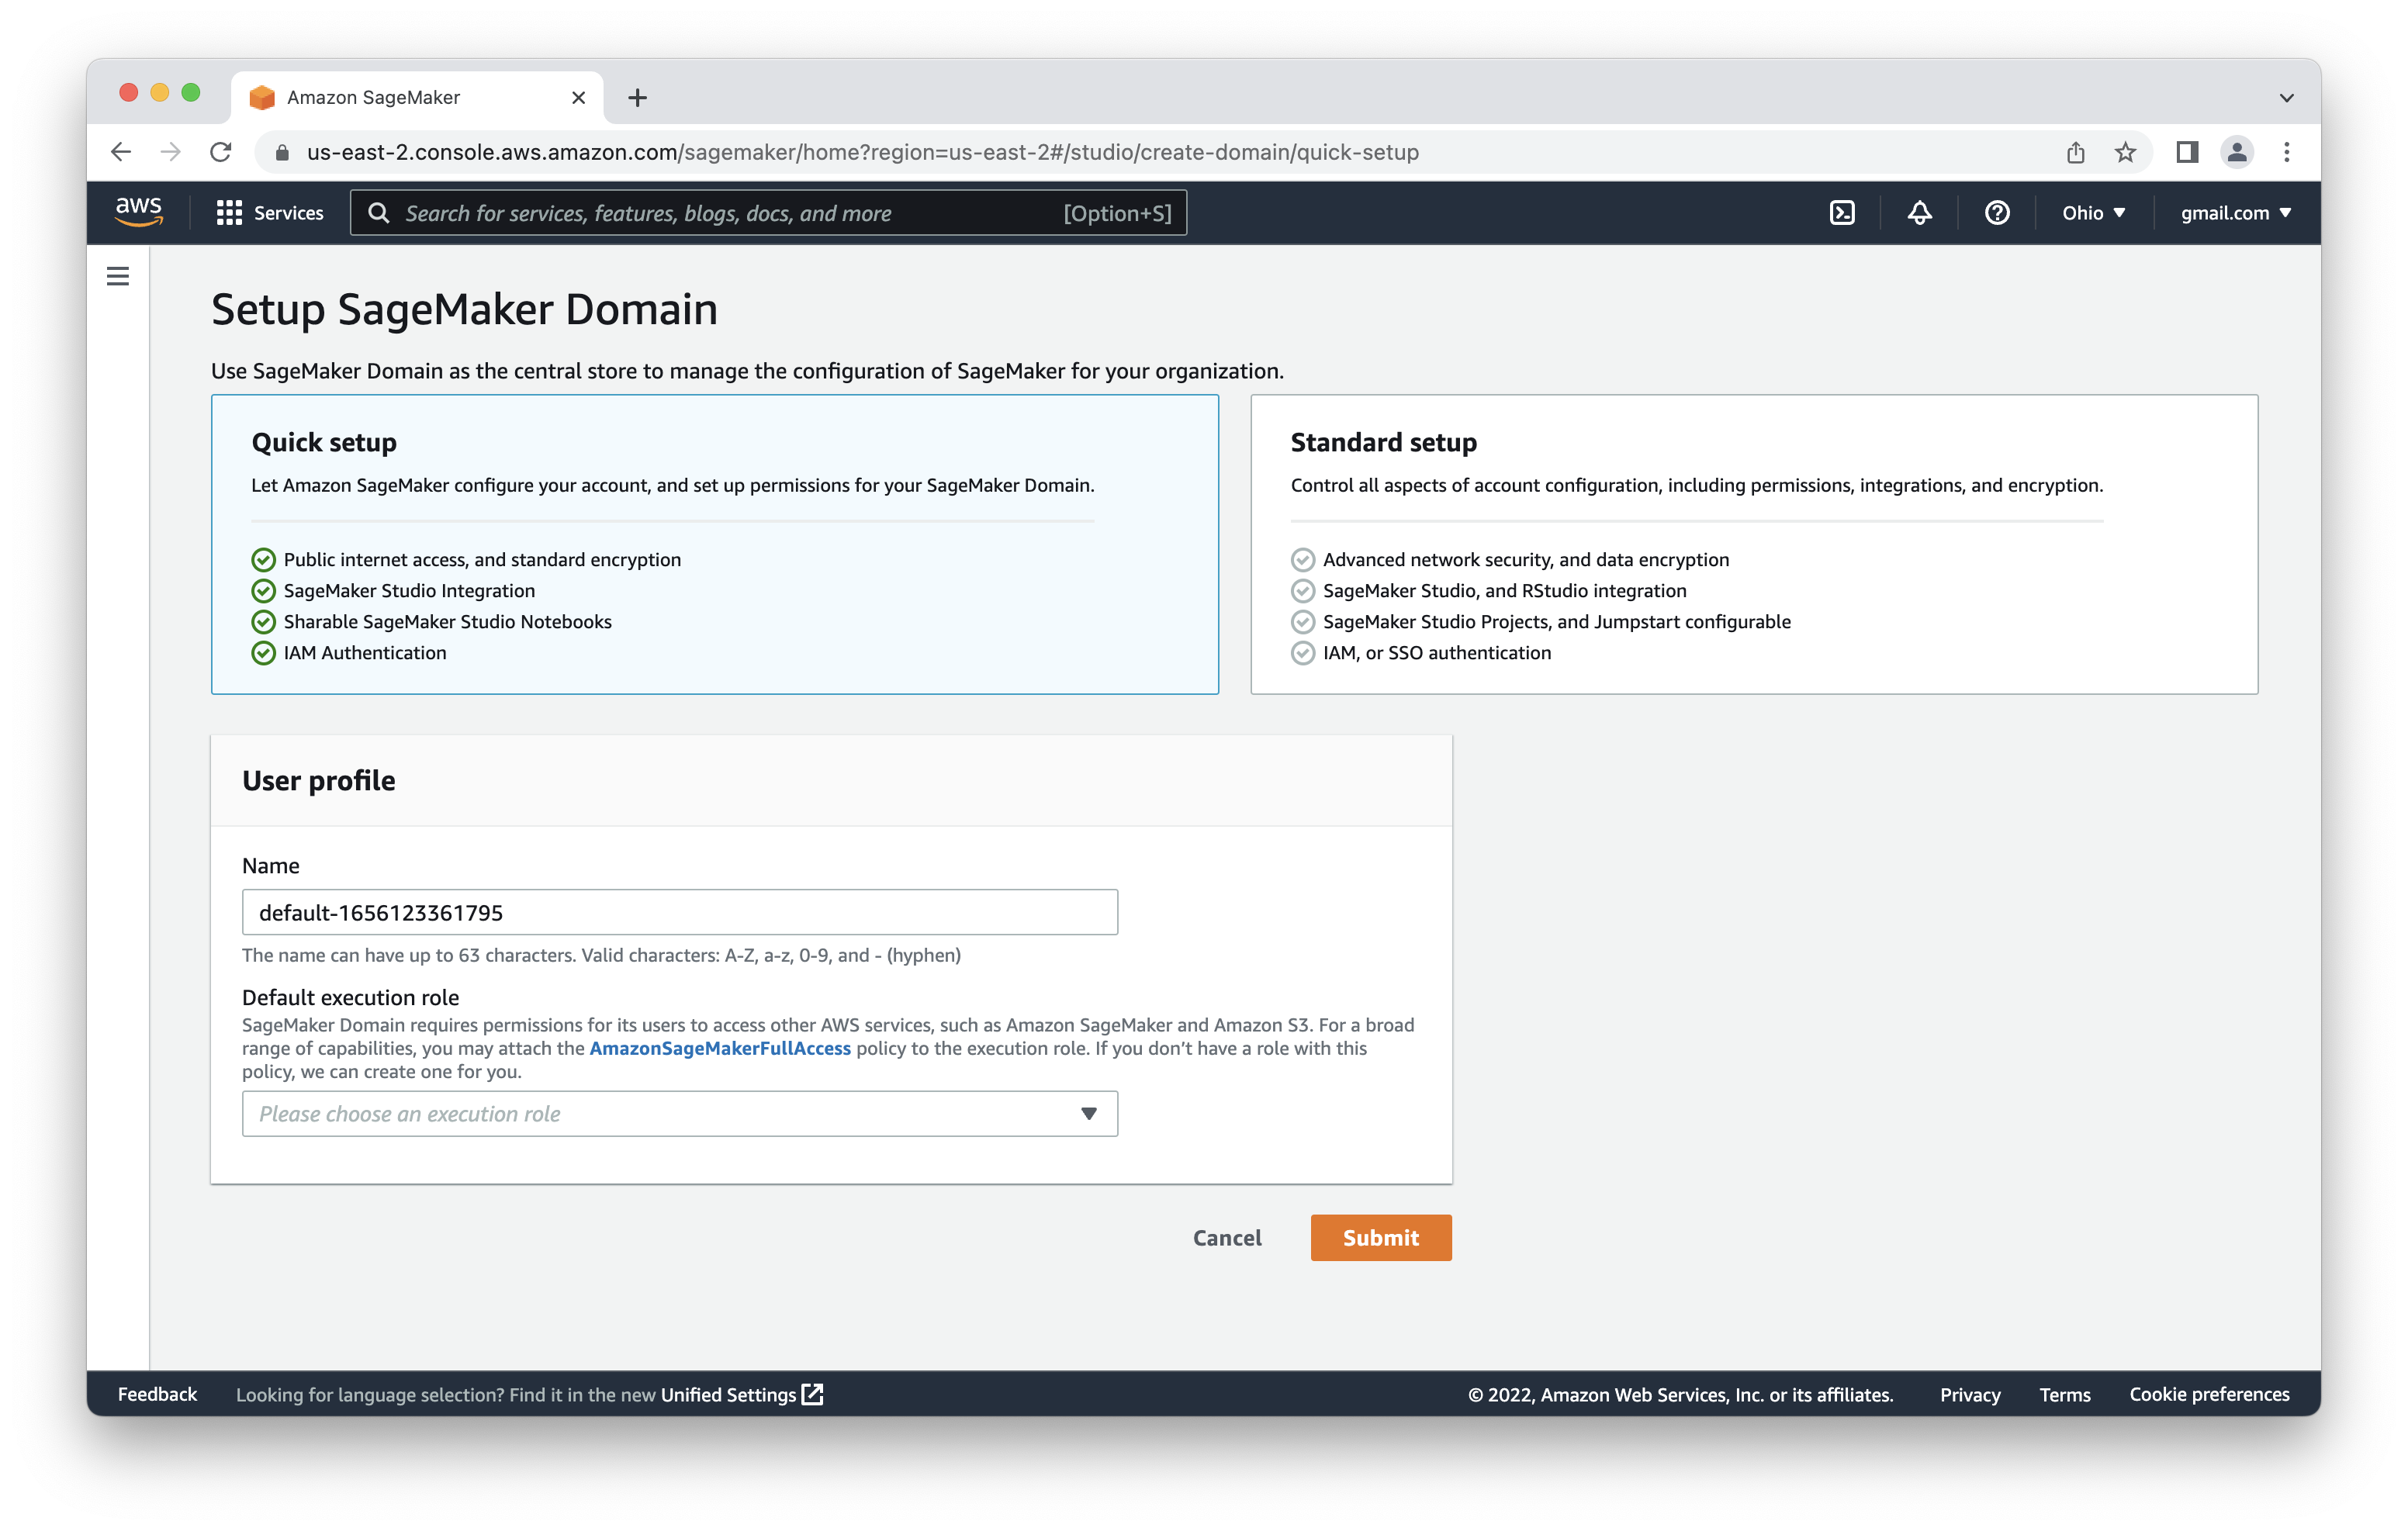 Amazon SageMaker
us-east-2.console.aws.amazon.com/sagemaker/home?region=us-east-2#/studio/create-domain/quick-setup
aws
Services
Search for services, features, blogs, docs, and more
[Option+S]
Ohio
gmail.com
Setup SageMaker Domain
Use SageMaker Domain as the central store to manage the configuration of SageMaker for your organization.
Quick setup
Let Amazon SageMaker configure your account, and set up permissions for your SageMaker Domain.
Public internet access, and standard encryption
SageMaker Studio Integration
Sharable SageMaker Studio Notebooks
IAM Authentication
Standard setup
Control all aspects of account configuration, including permissions, integrations, and encryption.
Advanced network security, and data encryption
SageMaker Studio, and RStudio integration
SageMaker Studio Projects, and Jumpstart configurable
IAM, or SSO authentication
User profile
Name
default-1656123361795
The name can have up to 63 characters. Valid characters: A-Z, a-z, 0-9, and - (hyphen)
Default execution role
SageMaker Domain requires permissions for its users to access other AWS services, such as Amazon SageMaker and Amazon S3. For a broad
range of capabilities, you may attach the AmazonSageMakerFullAccess policy to the execution role. If you don’t have a role with this
policy, we can create one for you.
Please choose an execution role
Cancel
Submit
Feedback
Looking for language selection? Find it in the new Unified Settings
© 2022, Amazon Web Services, Inc. or its affiliates.
Privacy
Terms
Cookie preferences